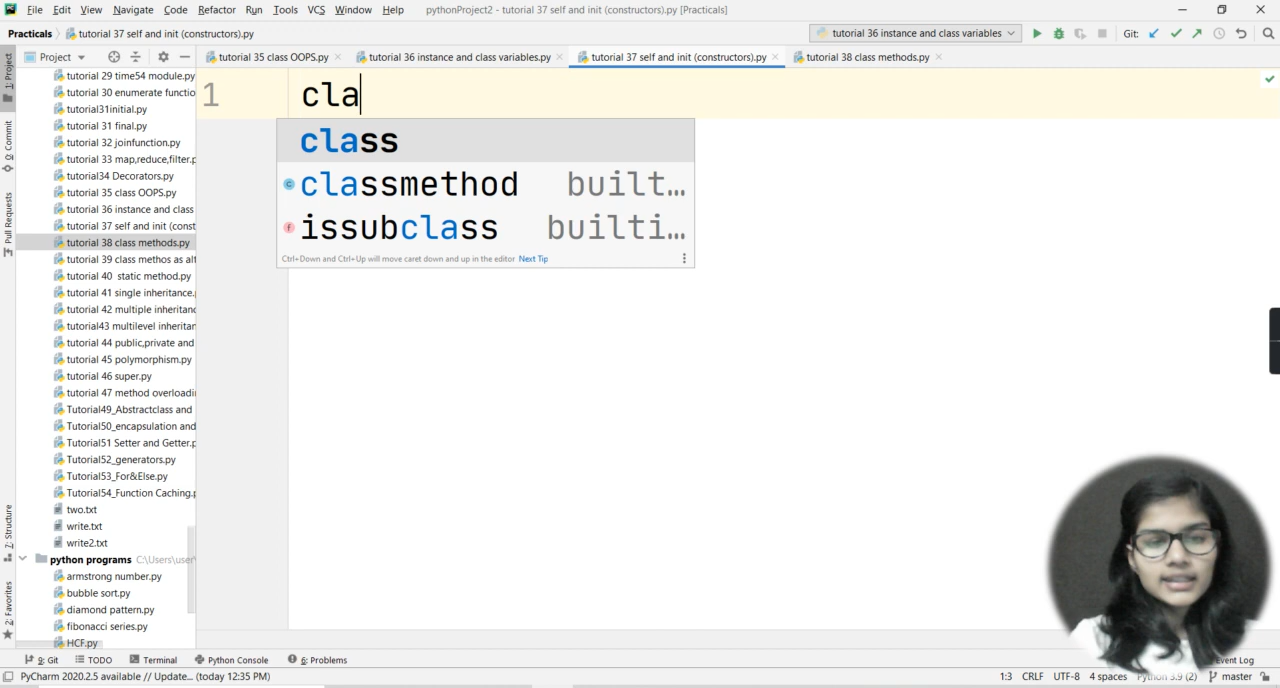 File Edit View Navigate Code Refactor Run Tools VCS Window Help pythonProject2 - tutorial 37 self and init (constructors).py [Practicals]
Practicals tutorial 37 self and init (constructors).py tutorial 36 instance and class variables Git:
Project tutorial 35 class OOPS.py tutorial 36 instance and class variables.py tutorial 37 self and init (constructors).py tutorial 38 class methods.py
1: Project
Commit
Pull Requests
Z: Structure
2: Favorites
tutorial 29 time54 module.py
tutorial 30 enumerate functio
tutorial31initial.py
tutorial 31 final.py
tutorial 32 joinfunction.py
tutorial 33 map,reduce,filter.p
tutorial34 Decorators.py
tutorial 35 class OOPS.py
tutorial 36 instance and class
tutorial 37 self and init (const
tutorial 38 class methods.py
tutorial 39 class methos as alt
tutorial 40 static method.py
tutorial 41 single inheritance.
tutorial 42 multiple inheritanc
tutorial43 multilevel inheritan
tutorial 44 public,private and
tutorial 45 polymorphism.py
tutorial 46 super.py
tutorial 47 method overloadi
Tutorial49_Abstractclass and
Tutorial50_encapsulation and
Tutorial51 Setter and Getter.p
Tutorial52_generators.py
Tutorial53_For&Else.py
Tutorial54_Function Caching.p
two.txt
write.txt
write2.txt
python programs C:\Users\user\
armstrong number.py
bubble sort.py
diamond pattern.py
fibonacci series.py
HCF.py
1 cla
class
classmethod built...
issubclass builti...
Ctrl+Down and Ctrl+Up will move caret down and up in the editor Next Tip
9: Git TODO Terminal Python Console 6: Problems Event Log
PyCharm 2020.2.5 available // Update... (today 12:35 PM) 1:3 CRLF UTF-8 4 spaces Python 3.9 (2) master